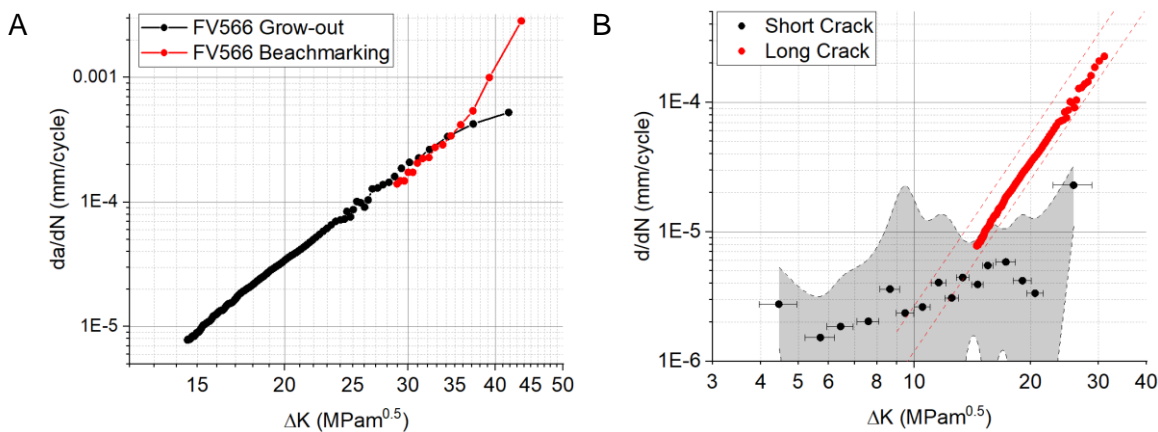 A
FV566 Grow-out
FV566 Beachmarking
0.001
1E-4
1E-5
da/dN (mm/cycle)
15 20 25 30 35 40 45 50
ΔK (MPam^0.5)
B
Short Crack
Long Crack
1E-4
1E-5
1E-6
d/dN (mm/cycle)
3 4 5 6 8 10 20 30 40
ΔK (MPam^0.5)